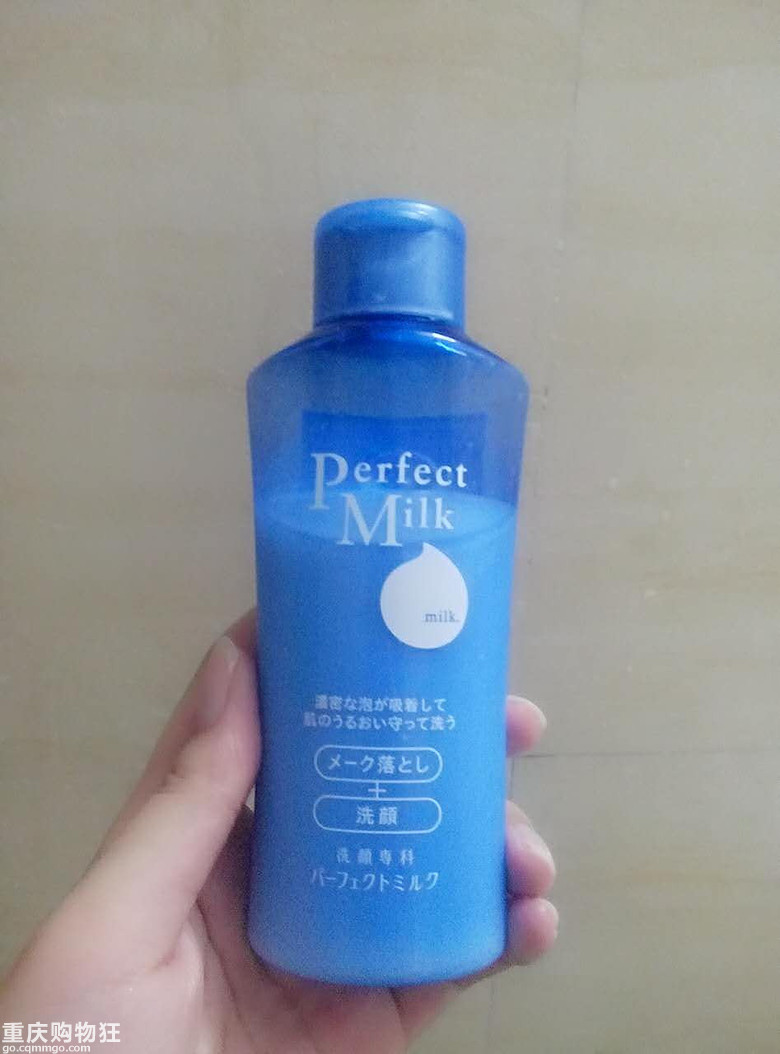 Perfect
Milk
milk.
濃密な泡が吸着して
肌のうるおい守って洗う
メーク落とし
+
洗顔
洗顔専科
パーフェクトミルク
重庆购物狂
go.cqmmgo.com